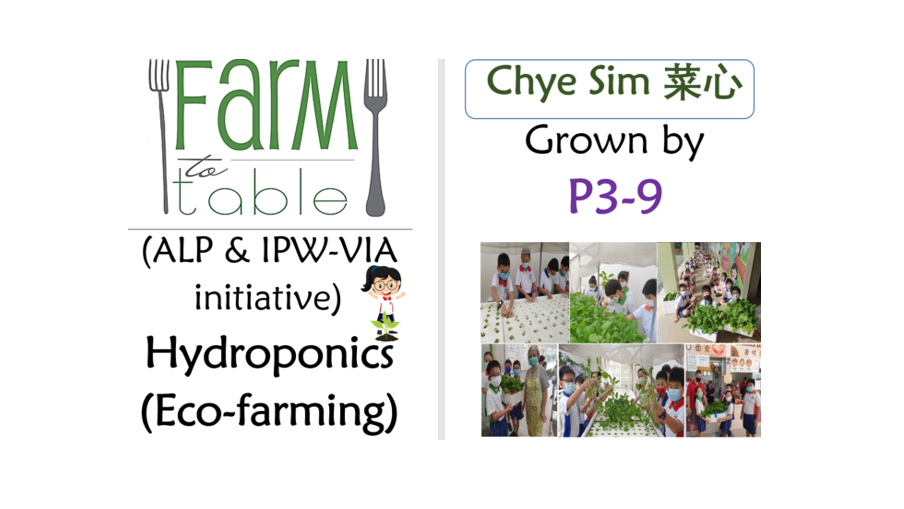 Farm
to
table
(ALP & IPW-VIA
initiative)
Hydroponics
(Eco-farming)
Chye Sim 菜心
Grown by
P3-9